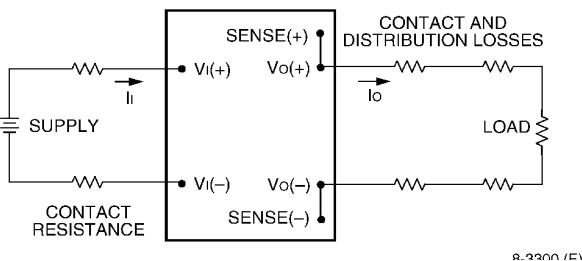 SENSE(+)
CONTACT AND
DISTRIBUTION LOSSES
VI(+)
VO(+)
II
IO
SUPPLY
LOAD
VI(–)
VO(–)
CONTACT
RESISTANCE
SENSE(–)
8-3300 (F)